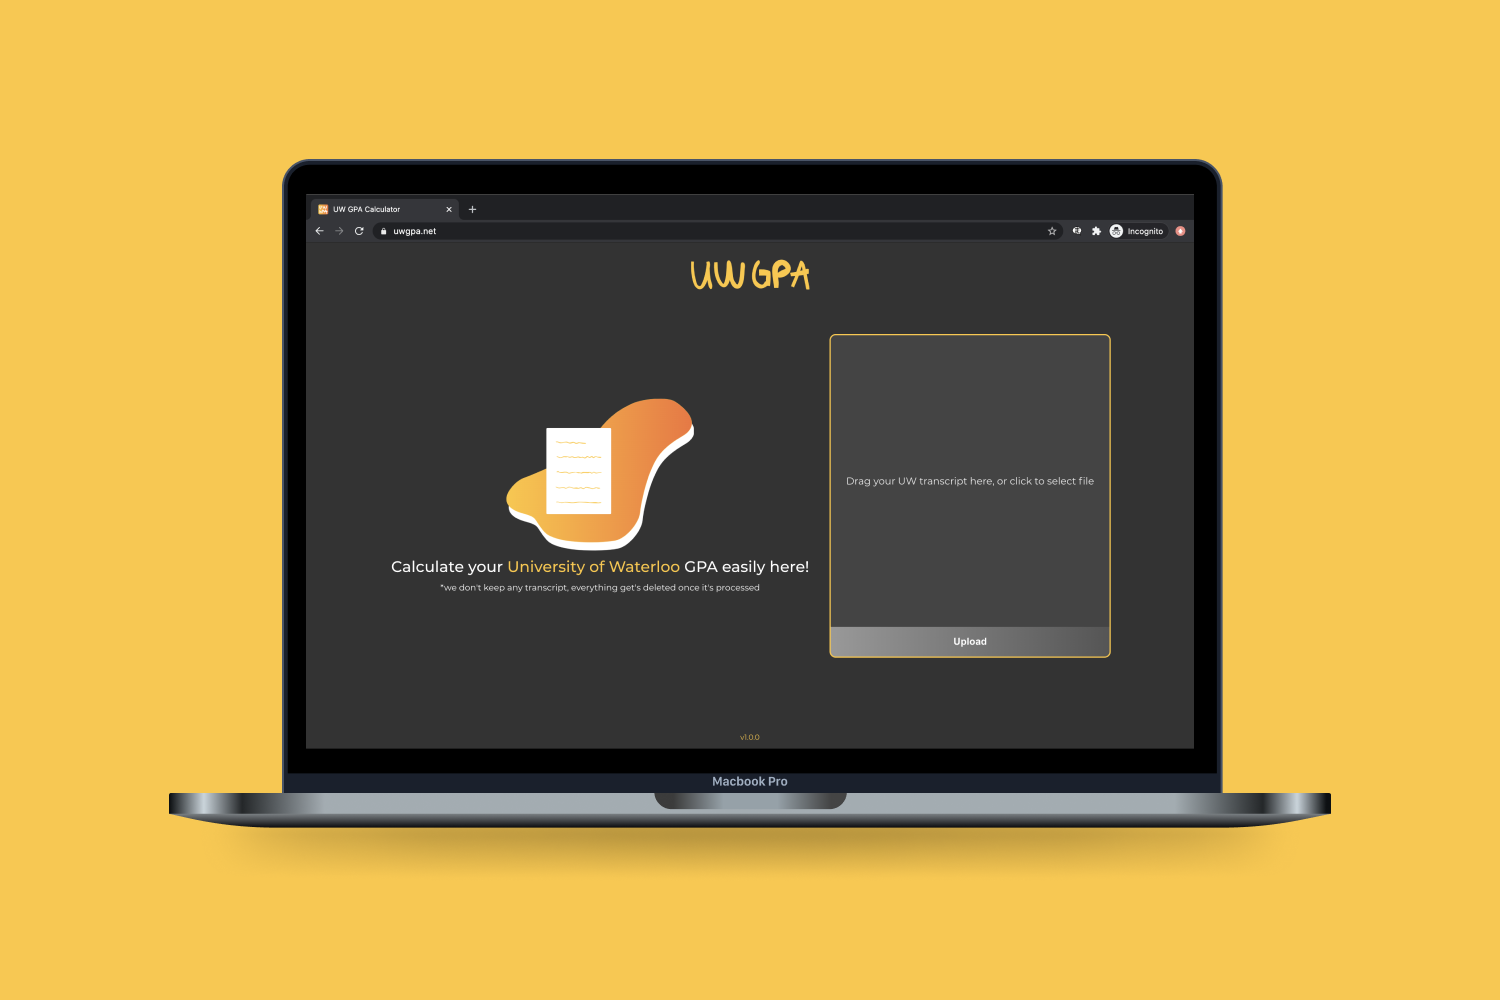 UW GPA Calculator
uwgpa.net
Incognito
UW GPA
Drag your UW transcript here, or click to select file
Calculate your University of Waterloo GPA easily here!
*we don't keep any transcript, everything get's deleted once it's processed
Upload
v1.0.0
Macbook Pro